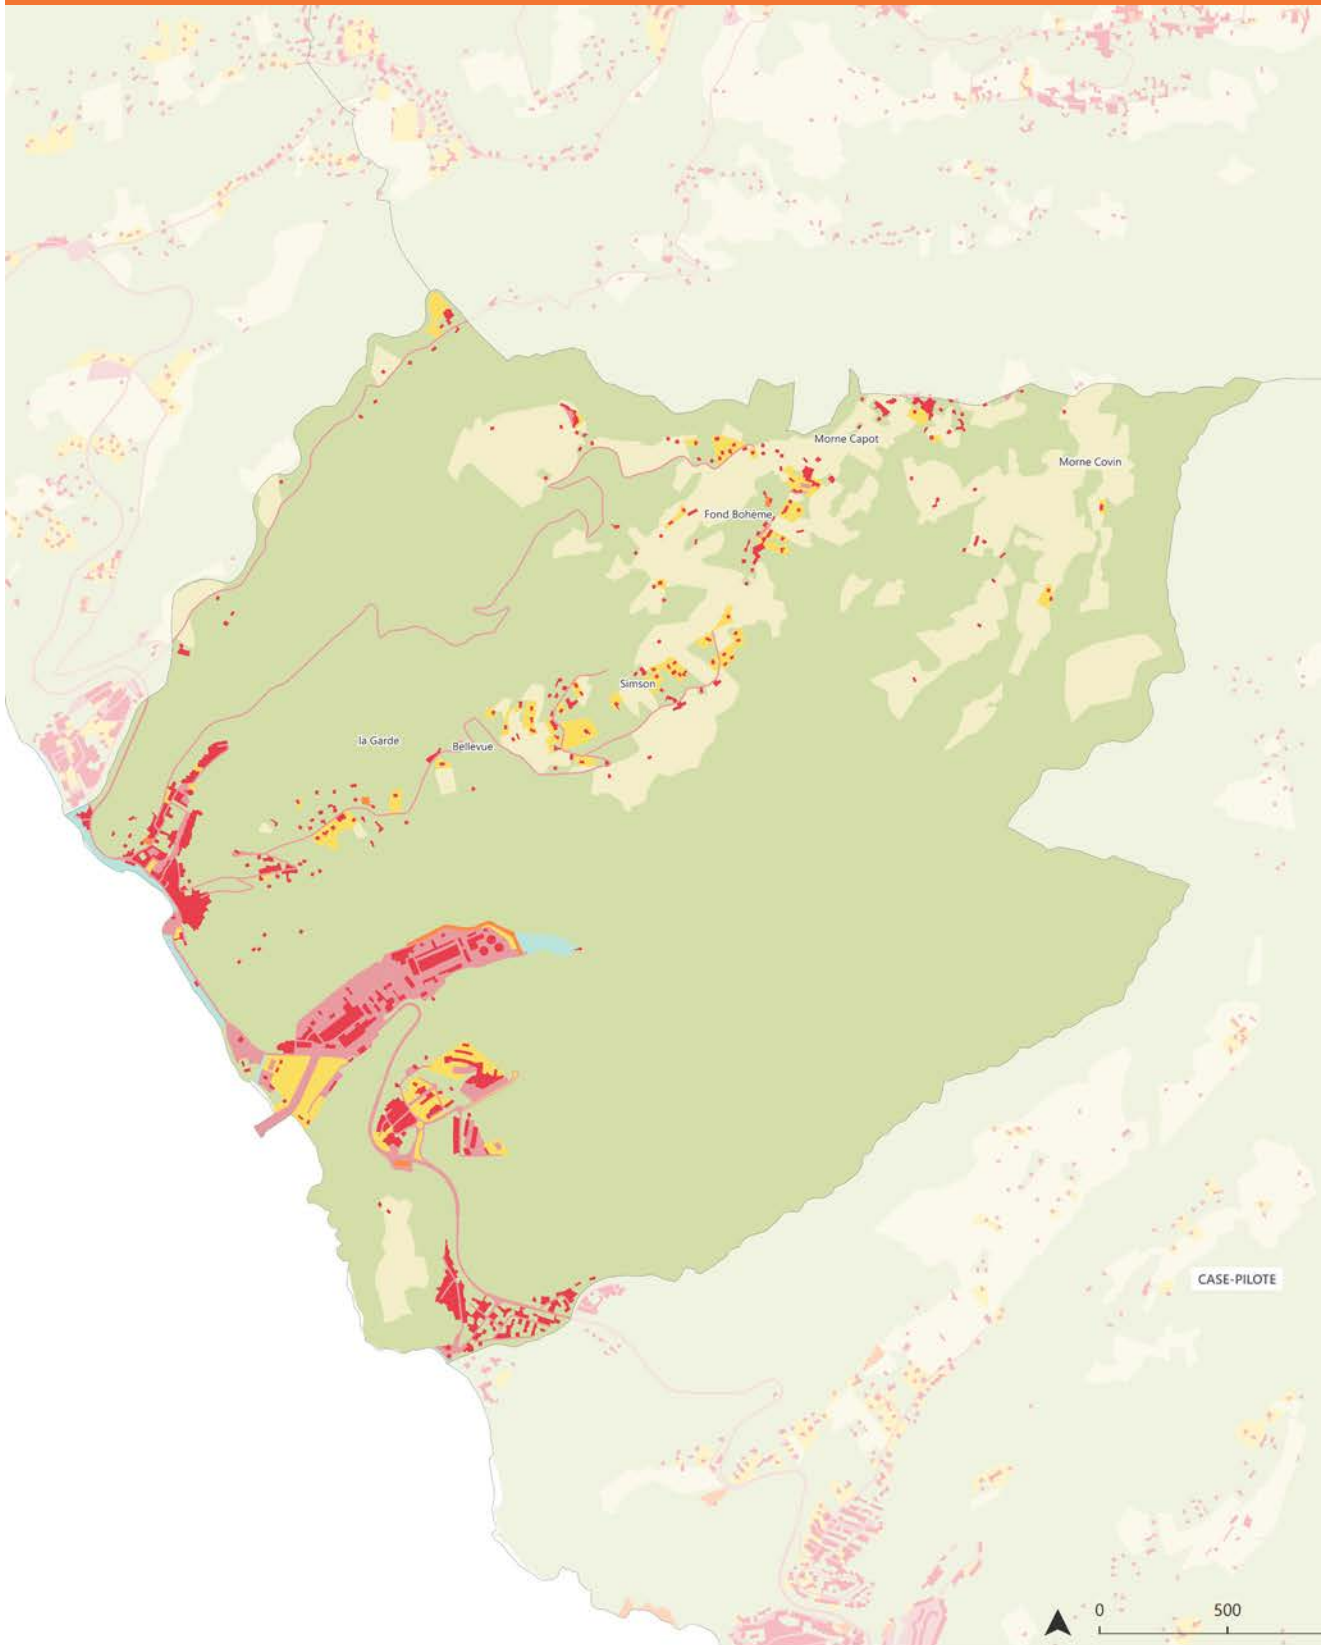 Morne Capot
Morne Covin
Fond Bohème
Simson
la Garde
Bellevue
CASE-PILOTE
0
500